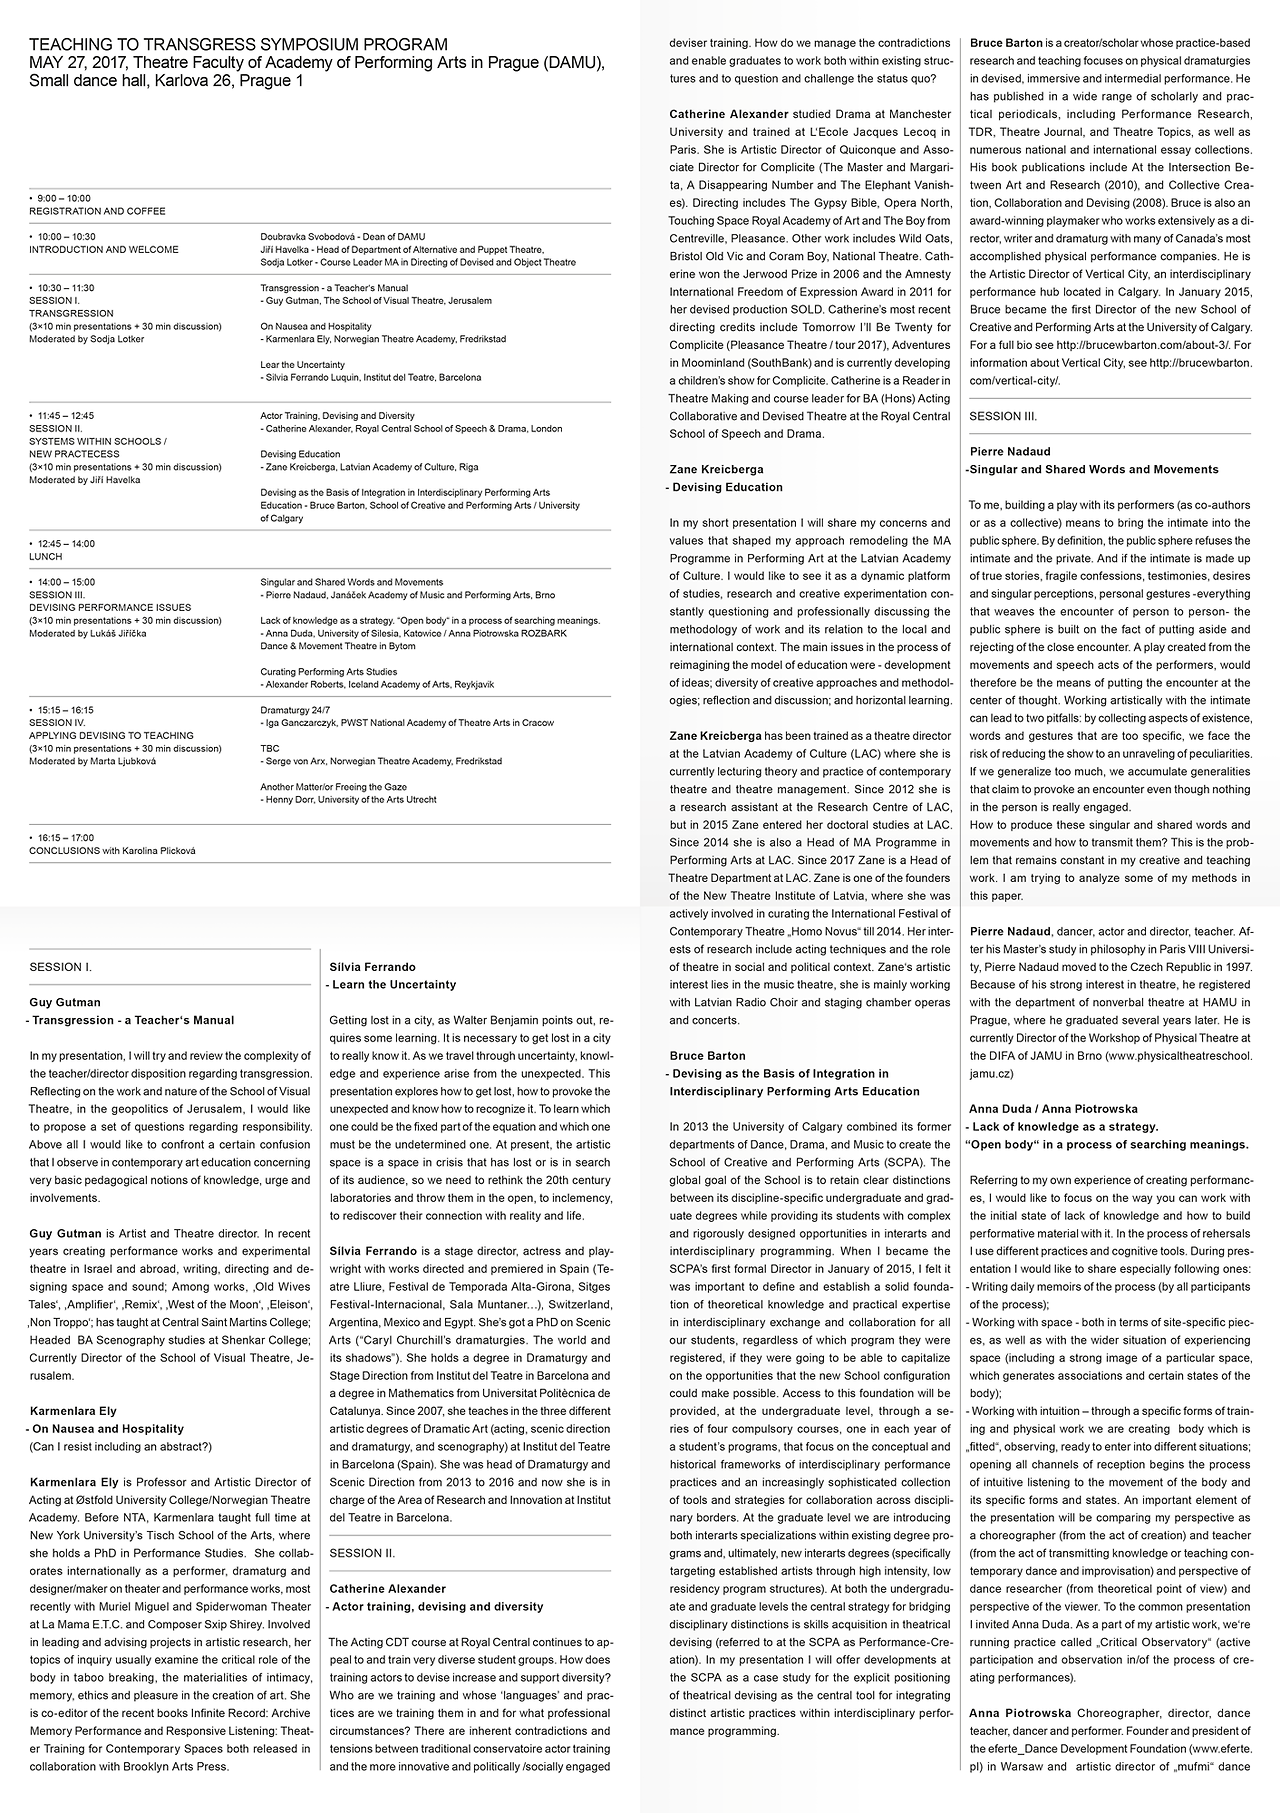 TEACHING TO TRANSGRESS SYMPOSIUM PROGRAM
MAY 27, 2017, Theatre Faculty of Academy of Performing Arts in Prague (DAMU),
Small dance hall, Karlova 26, Prague 1
• 9:00 – 10:00
REGISTRATION AND COFFEE
• 10:00 – 10:30
INTRODUCTION AND WELCOME
Doubravka Svobodová - Dean of DAMU
Jiří Havelka - Head of Department of Alternative and Puppet Theatre,
Sodja Lotker - Course Leader MA in Directing of Devised and Object Theatre
• 10:30 – 11:30
SESSION I.
TRANSGRESSION
(3×10 min presentations + 30 min discussion)
Moderated by Sodja Lotker
Transgression - a Teacher‘s Manual
- Guy Gutman, The School of Visual Theatre, Jerusalem
On Nausea and Hospitality
- Karmenlara Ely, Norwegian Theatre Academy, Fredrikstad
Lear the Uncertainty
- Silvia Ferrando Luquin, Institut del Teatre, Barcelona
• 11:45 – 12:45
SESSION II.
SYSTEMS WITHIN SCHOOLS /
NEW PRACTECESS
(3×10 min presentations + 30 min discussion)
Moderated by Jiří Havelka
Actor Training, Devising and Diversity
- Catherine Alexander, Royal Central School of Speech & Drama, London
Devising Education
- Zane Kreicberga, Latvian Academy of Culture, Riga
Devising as the Basis of Integration in Interdisciplinary Performing Arts
Education - Bruce Barton, School of Creative and Performing Arts / University
of Calgary
• 12:45 – 14:00
LUNCH
• 14:00 – 15:00
SESSION III.
DEVISING PERFORMANCE ISSUES
(3×10 min presentations + 30 min discussion)
Moderated by Lukáš Jiřička
Singular and Shared Words and Movements
- Pierre Nadaud, Janáček Academy of Music and Performing Arts, Brno
Lack of knowledge as a strategy. “Open body“ in a process of searching meanings.
- Anna Duda, University of Silesia, Katowice / Anna Piotrowska ROZBARK
Dance & Movement Theatre in Bytom
Curating Performing Arts Studies
- Alexander Roberts, Iceland Academy of Arts, Reykjavik
• 15:15 – 16:15
SESSION IV.
APPLYING DEVISING TO TEACHING
(3×10 min presentations + 30 min discussion)
Moderated by Marta Ljubková
Dramaturgy 24/7
- Iga Ganczarczyk, PWST National Academy of Theatre Arts in Cracow
TBC
- Serge von Arx, Norwegian Theatre Academy, Fredrikstad
Another Matter/or Freeing the Gaze
- Henny Dorr, University of the Arts Utrecht
• 16:15 – 17:00
CONCLUSIONS with Karolina Plicková
SESSION I.
Guy Gutman
- Transgression - a Teacher‘s Manual
In my presentation, I will try and review the complexity of
the teacher/director disposition regarding transgression.
Reflecting on the work and nature of the School of Visual
Theatre, in the geopolitics of Jerusalem, I would like
to propose a set of questions regarding responsibility.
Above all I would like to confront a certain confusion
that I observe in contemporary art education concerning
very basic pedagogical notions of knowledge, urge and
involvements.
Guy Gutman is Artist and Theatre director. In recent
years creating performance works and experimental
theatre in Israel and abroad, writing, directing and de-
signing space and sound; Among works, ‚Old Wives
Tales‘, ‚Amplifier‘, ‚Remix‘, ‚West of the Moon‘, ‚Eleison‘,
‚Non Troppo‘; has taught at Central Saint Martins College;
Headed BA Scenography studies at Shenkar College;
Currently Director of the School of Visual Theatre, Je-
rusalem.
Karmenlara Ely
- On Nausea and Hospitality
(Can I resist including an abstract?)
Karmenlara Ely is Professor and Artistic Director of
Acting at Østfold University College/Norwegian Theatre
Academy. Before NTA, Karmenlara taught full time at
New York University’s Tisch School of the Arts, where
she holds a PhD in Performance Studies. She collab-
orates internationally as a performer, dramaturg and
designer/maker on theater and performance works, most
recently with Muriel Miguel and Spiderwoman Theater
at La Mama E.T.C. and Composer Sxip Shirey. Involved
in leading and advising projects in artistic research, her
topics of inquiry usually examine the critical role of the
body in taboo breaking, the materialities of intimacy,
memory, ethics and pleasure in the creation of art. She
is co-editor of the recent books Infinite Record: Archive
Memory Performance and Responsive Listening: Theat-
er Training for Contemporary Spaces both released in
collaboration with Brooklyn Arts Press.
Sílvia Ferrando
- Learn the Uncertainty
Getting lost in a city, as Walter Benjamin points out, re-
quires some learning. It is necessary to get lost in a city
to really know it. As we travel through uncertainty, knowl-
edge and experience arise from the unexpected. This
presentation explores how to get lost, how to provoke the
unexpected and know how to recognize it. To learn which
one could be the fixed part of the equation and which one
must be the undetermined one. At present, the artistic
space is a space in crisis that has lost or is in search
of its audience, so we need to rethink the 20th century
laboratories and throw them in the open, to inclemency,
to rediscover their connection with reality and life.
Sílvia Ferrando is a stage director, actress and play-
wright with works directed and premiered in Spain (Te-
atre Lliure, Festival de Temporada Alta-Girona, Sitges
Festival-Internacional, Sala Muntaner...), Switzerland,
Argentina, Mexico and Egypt. She’s got a PhD on Scenic
Arts (“Caryl Churchill’s dramaturgies. The world and
its shadows”). She holds a degree in Dramaturgy and
Stage Direction from Institut del Teatre in Barcelona and
a degree in Mathematics from Universitat Politècnica de
Catalunya. Since 2007, she teaches in the three different
artistic degrees of Dramatic Art (acting, scenic direction
and dramaturgy, and scenography) at Institut del Teatre
in Barcelona (Spain). She was head of Dramaturgy and
Scenic Direction from 2013 to 2016 and now she is in
charge of the Area of Research and Innovation at Institut
del Teatre in Barcelona.
SESSION II.
Catherine Alexander
- Actor training, devising and diversity
The Acting CDT course at Royal Central continues to ap-
peal to and train very diverse student groups. How does
training actors to devise increase and support diversity?
Who are we training and whose ‘languages’ and prac-
tices are we training them in and for what professional
circumstances? There are inherent contradictions and
tensions between traditional conservatoire actor training
and the more innovative and politically /socially engaged
deviser training. How do we manage the contradictions
and enable graduates to work both within existing struc-
tures and to question and challenge the status quo?
Catherine Alexander studied Drama at Manchester
University and trained at L‘Ecole Jacques Lecoq in
Paris. She is Artistic Director of Quiconque and Asso-
ciate Director for Complicite (The Master and Margari-
ta, A Disappearing Number and The Elephant Vanish-
es). Directing includes The Gypsy Bible, Opera North,
Touching Space Royal Academy of Art and The Boy from
Centreville, Pleasance. Other work includes Wild Oats,
Bristol Old Vic and Coram Boy, National Theatre. Cath-
erine won the Jerwood Prize in 2006 and the Amnesty
International Freedom of Expression Award in 2011 for
her devised production SOLD. Catherine’s most recent
directing credits include Tomorrow I’ll Be Twenty for
Complicite (Pleasance Theatre / tour 2017), Adventures
in Moominland (SouthBank) and is currently developing
a children’s show for Complicite. Catherine is a Reader in
Theatre Making and course leader for BA (Hons) Acting
Collaborative and Devised Theatre at the Royal Central
School of Speech and Drama.
Zane Kreicberga
- Devising Education
In my short presentation I will share my concerns and
values that shaped my approach remodeling the MA
Programme in Performing Art at the Latvian Academy
of Culture. I would like to see it as a dynamic platform
of studies, research and creative experimentation con-
stantly questioning and professionally discussing the
methodology of work and its relation to the local and
international context. The main issues in the process of
reimagining the model of education were - development
of ideas; diversity of creative approaches and methodol-
ogies; reflection and discussion; and horizontal learning.
Zane Kreicberga has been trained as a theatre director
at the Latvian Academy of Culture (LAC) where she is
currently lecturing theory and practice of contemporary
theatre and theatre management. Since 2012 she is
a research assistant at the Research Centre of LAC,
but in 2015 Zane entered her doctoral studies at LAC.
Since 2014 she is also a Head of MA Programme in
Performing Arts at LAC. Since 2017 Zane is a Head of
Theatre Department at LAC. Zane is one of the founders
of the New Theatre Institute of Latvia, where she was
actively involved in curating the International Festival of
Contemporary Theatre „Homo Novus“ till 2014. Her inter-
ests of research include acting techniques and the role
of theatre in social and political context. Zane‘s artistic
interest lies in the music theatre, she is mainly working
with Latvian Radio Choir and staging chamber operas
and concerts.
Bruce Barton
- Devising as the Basis of Integration in
Interdisciplinary Performing Arts Education
In 2013 the University of Calgary combined its former
departments of Dance, Drama, and Music to create the
School of Creative and Performing Arts (SCPA). The
global goal of the School is to retain clear distinctions
between its discipline-specific undergraduate and grad-
uate degrees while providing its students with complex
and rigorously designed opportunities in interarts and
interdisciplinary programming. When I became the
SCPA’s first formal Director in January of 2015, I felt it
was important to define and establish a solid founda-
tion of theoretical knowledge and practical expertise
in interdisciplinary exchange and collaboration for all
our students, regardless of which program they were
registered, if they were going to be able to capitalize
on the opportunities that the new School configuration
could make possible. Access to this foundation will be
provided, at the undergraduate level, through a se-
ries of four compulsory courses, one in each year of
a student’s programs, that focus on the conceptual and
historical frameworks of interdisciplinary performance
practices and an increasingly sophisticated collection
of tools and strategies for collaboration across discipli-
nary borders. At the graduate level we are introducing
both interarts specializations within existing degree pro-
grams and, ultimately, new interarts degrees (specifically
targeting established artists through high intensity, low
residency program structures). At both the undergradu-
ate and graduate levels the central strategy for bridging
disciplinary distinctions is skills acquisition in theatrical
devising (referred to at the SCPA as Performance-Cre-
ation). In my presentation I will offer developments at
the SCPA as a case study for the explicit positioning
of theatrical devising as the central tool for integrating
distinct artistic practices within interdisciplinary perfor-
mance programming.
Bruce Barton is a creator/scholar whose practice-based
research and teaching focuses on physical dramaturgies
in devised, immersive and intermedial performance. He
has published in a wide range of scholarly and prac-
tical periodicals, including Performance Research,
TDR, Theatre Journal, and Theatre Topics, as well as
numerous national and international essay collections.
His book publications include At the Intersection Be-
tween Art and Research (2010), and Collective Crea-
tion, Collaboration and Devising (2008). Bruce is also an
award-winning playmaker who works extensively as a di-
rector, writer and dramaturg with many of Canada’s most
accomplished physical performance companies. He is
the Artistic Director of Vertical City, an interdisciplinary
performance hub located in Calgary. In January 2015,
Bruce became the first Director of the new School of
Creative and Performing Arts at the University of Calgary.
For a full bio see http://brucewbarton.com/about-3/. For
information about Vertical City, see http://brucewbarton.
com/vertical-city/.
SESSION III.
Pierre Nadaud
-Singular and Shared Words and Movements
To me, building a play with its performers (as co-authors
or as a collective) means to bring the intimate into the
public sphere. By definition, the public sphere refuses the
intimate and the private. And if the intimate is made up
of true stories, fragile confessions, testimonies, desires
and singular perceptions, personal gestures -everything
that weaves the encounter of person to person- the
public sphere is built on the fact of putting aside and
rejecting of the close encounter. A play created from the
movements and speech acts of the performers, would
therefore be the means of putting the encounter at the
center of thought. Working artistically with the intimate
can lead to two pitfalls: by collecting aspects of existence,
words and gestures that are too specific, we face the
risk of reducing the show to an unraveling of peculiarities.
If we generalize too much, we accumulate generalities
that claim to provoke an encounter even though nothing
in the person is really engaged.
How to produce these singular and shared words and
movements and how to transmit them? This is the prob-
lem that remains constant in my creative and teaching
work. I am trying to analyze some of my methods in
this paper.
Pierre Nadaud, dancer, actor and director, teacher. Af-
ter his Master’s study in philosophy in Paris VIII Universi-
ty, Pierre Nadaud moved to the Czech Republic in 1997.
Because of his strong interest in theatre, he registered
with the department of nonverbal theatre at HAMU in
Prague, where he graduated several years later. He is
currently Director of the Workshop of Physical Theatre at
the DIFA of JAMU in Brno (www.physicaltheatreschool.
jamu.cz)
Anna Duda / Anna Piotrowska
- Lack of knowledge as a strategy.
“Open body“ in a process of searching meanings.
Referring to my own experience of creating performanc-
es, I would like to focus on the way you can work with
the initial state of lack of knowledge and how to build
performative material with it. In the process of rehersals
I use different practices and cognitive tools. During pres-
entation I would like to share especially following ones:
- Writing daily memoirs of the process (by all participants
of the process);
- Working with space - both in terms of site-specific piec-
es, as well as with the wider situation of experiencing
space (including a strong image of a particular space,
which generates associations and certain states of the
body);
- Working with intuition – through a specific forms of train-
ing and physical work we are creating body which is
„fitted“, observing, ready to enter into different situations;
opening all channels of reception begins the process
of intuitive listening to the movement of the body and
its specific forms and states. An important element of
the presentation will be comparing my perspective as
a choreographer (from the act of creation) and teacher
(from the act of transmitting knowledge or teaching con-
temporary dance and improvisation) and perspective of
dance researcher (from theoretical point of view) and
perspective of the viewer. To the common presentation
I invited Anna Duda. As a part of my artistic work, we‘re
running practice called „Critical Observatory“ (active
participation and observation in/of the process of cre-
ating performances).
Anna Piotrowska Choreographer, director, dance
teacher, dancer and performer. Founder and president of
the eferte_Dance Development Foundation (www.eferte.
pl) in Warsaw and artistic director of „mufmi“ dance